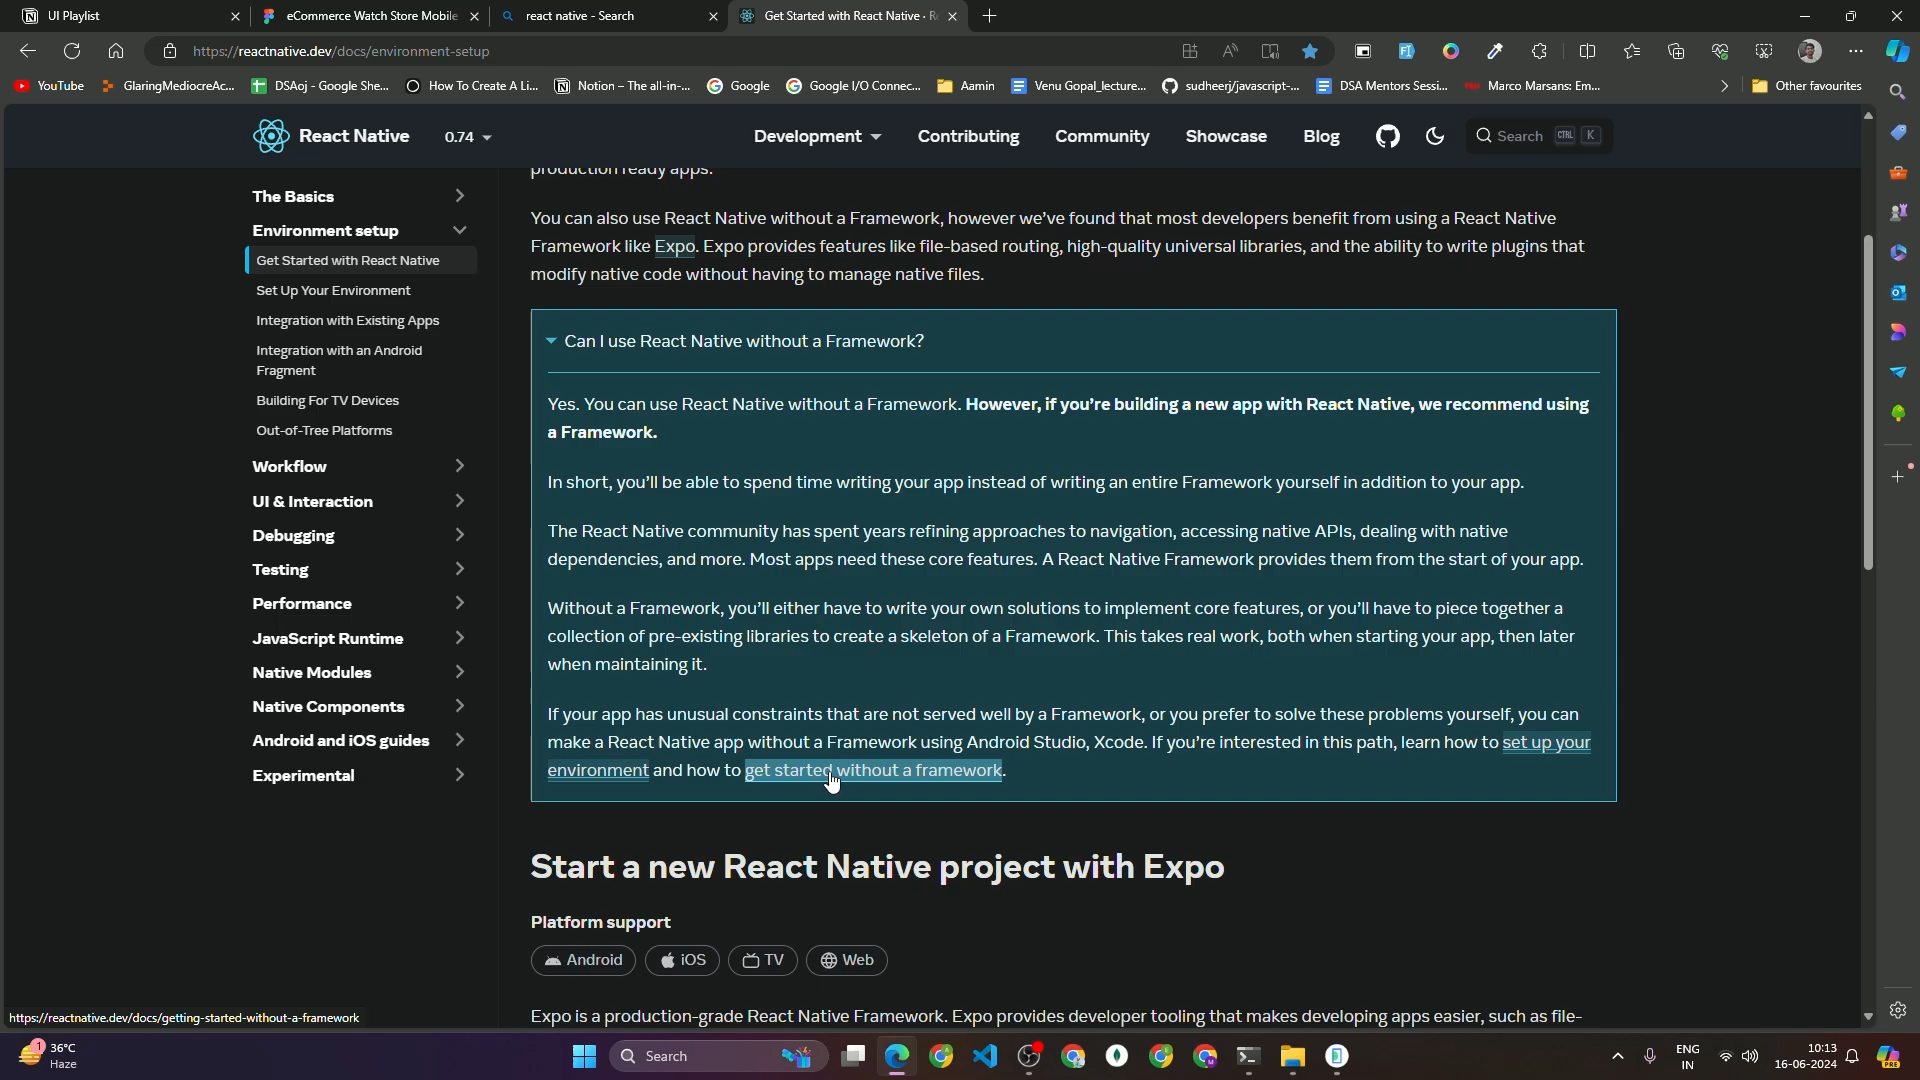 UI Playlist
eCommerce Watch Store Mobile
react native - Search
Get Started with React Native · R
https://reactnative.dev/docs/environment-setup
YouTube
GlaringMediocreAc...
DSAoj - Google She...
How To Create A Li...
Notion – The all-in-...
Google
Google I/O Connec...
Aamin
Venu Gopal_lecture...
sudheerj/javascript-...
DSA Mentors Sessi...
Marco Marsans: Em...
Other favourites
React Native
0.74
Development
Contributing
Community
Showcase
Blog
Search CTRL K
The Basics
Environment setup
Get Started with React Native
Set Up Your Environment
Integration with Existing Apps
Integration with an Android
Fragment
Building For TV Devices
Out-of-Tree Platforms
Workflow
UI & Interaction
Debugging
Testing
Performance
JavaScript Runtime
Native Modules
Native Components
Android and iOS guides
Experimental
production ready apps.
You can also use React Native without a Framework, however we've found that most developers benefit from using a React Native
Framework like Expo. Expo provides features like file-based routing, high-quality universal libraries, and the ability to write plugins that
modify native code without having to manage native files.
Can I use React Native without a Framework?
Yes. You can use React Native without a Framework. However, if you're building a new app with React Native, we recommend using
a Framework.
In short, you'll be able to spend time writing your app instead of writing an entire Framework yourself in addition to your app.
The React Native community has spent years refining approaches to navigation, accessing native APIs, dealing with native
dependencies, and more. Most apps need these core features. A React Native Framework provides them from the start of your app.
Without a Framework, you'll either have to write your own solutions to implement core features, or you'll have to piece together a
collection of pre-existing libraries to create a skeleton of a Framework. This takes real work, both when starting your app, then later
when maintaining it.
If your app has unusual constraints that are not served well by a Framework, or you prefer to solve these problems yourself, you can
make a React Native app without a Framework using Android Studio, Xcode. If you're interested in this path, learn how to set up your
environment and how to get started without a framework.
Start a new React Native project with Expo
Platform support
Android
iOS
TV
Web
Expo is a production-grade React Native Framework. Expo provides developer tooling that makes developing apps easier, such as file-
https://reactnative.dev/docs/getting-started-without-a-framework
1
36°C
Haze
Search
ENG
IN
10:13
16-06-2024
PRE